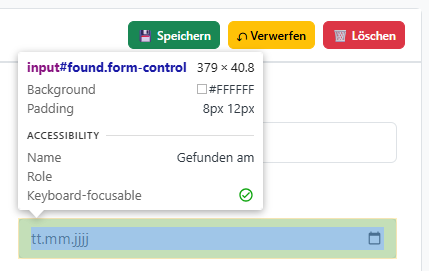 Speichern
Verwerfen
Löschen
input#found.form-control 379 × 40.8
Background #FFFFFF
Padding 8px 12px
ACCESSIBILITY
Name Gefunden am
Role
Keyboard-focusable
tt.mm.jjjj